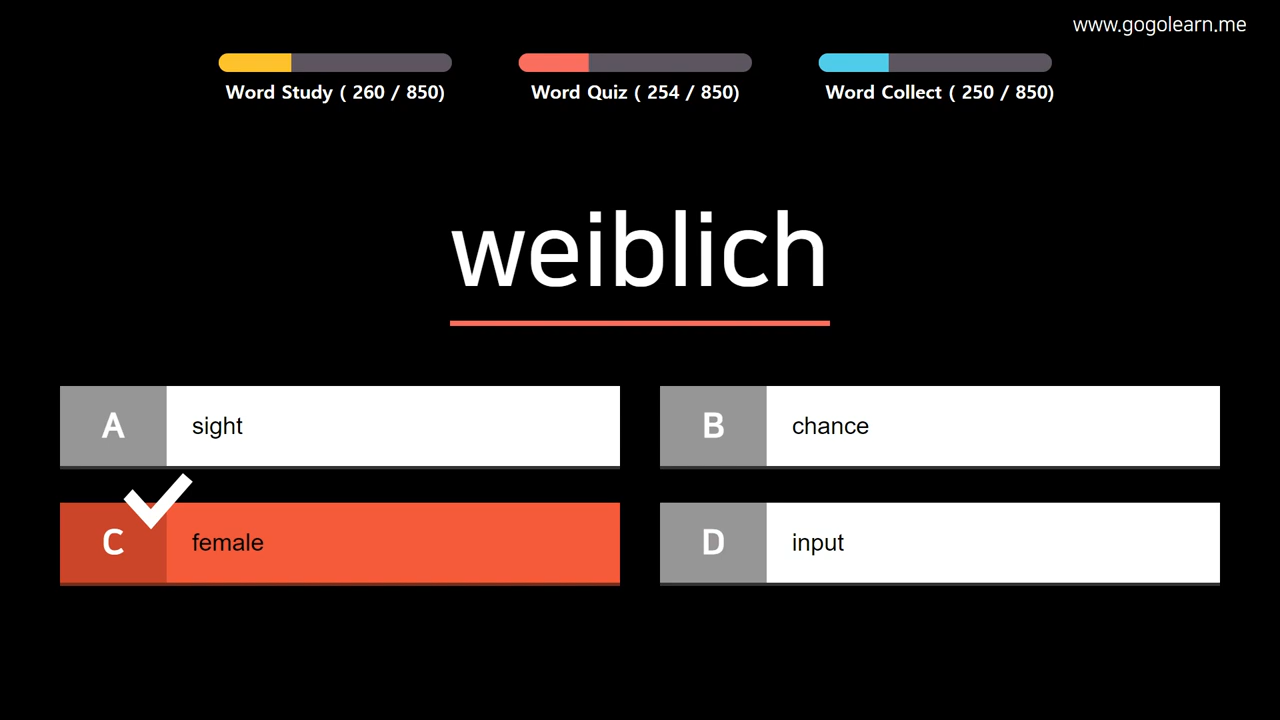 www.gogolearn.me
Word Study ( 260 / 850)
Word Quiz ( 254 / 850)
Word Collect ( 250 / 850)
weiblich
A sight
B chance
C female
D input